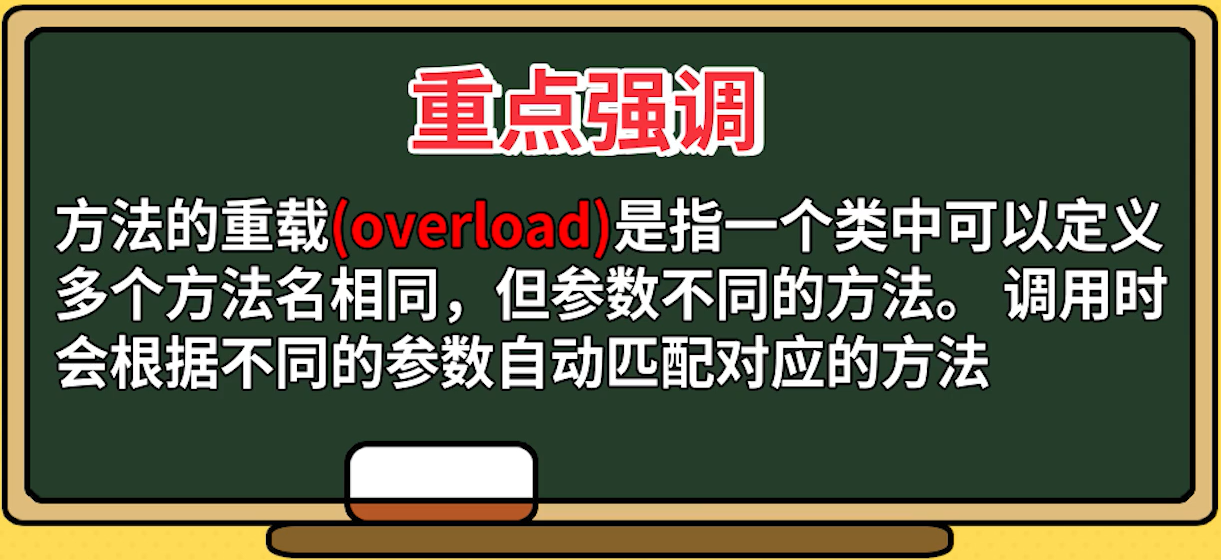 重点强调
方法的重载(overload)是指一个类中可以定义
多个方法名相同，但参数不同的方法。 调用时
会根据不同的参数自动匹配对应的方法